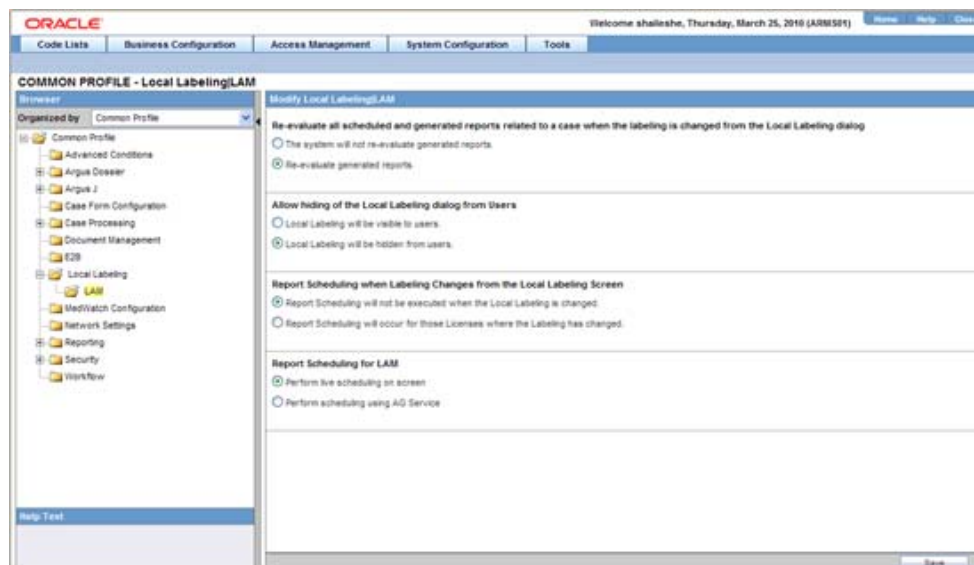 ORACLE
Welcome shaileshe, Thursday, March 25, 2010 (ARMIS01)
Home Help Close
Code Lists Business Configuration Access Management System Configuration Tools
COMMON PROFILE - Local Labeling|LAM
Browser
Organized by Common Profile
Common Profile
Advanced Conditions
Argus Dossier
Argus J
Case Form Configuration
Case Processing
Document Management
E2B
Local Labeling
LAM
MedWatch Configuration
Network Settings
Reporting
Security
Workflow
Help Text
Modify Local Labeling|LAM
Re-evaluate all scheduled and generated reports related to a case when the labeling is changed from the Local Labeling dialog
The system will not re-evaluate generated reports.
Re-evaluate generated reports.
Allow hiding of the Local Labeling dialog from Users
Local Labeling will be visible to users.
Local Labeling will be hidden from users.
Report Scheduling when Labeling Changes from the Local Labeling Screen
Report Scheduling will not be executed when the Local Labeling is changed.
Report Scheduling will occur for those Licenses where the Labeling has changed.
Report Scheduling for LAM
Perform live scheduling on screen
Perform scheduling using AG Service
Save